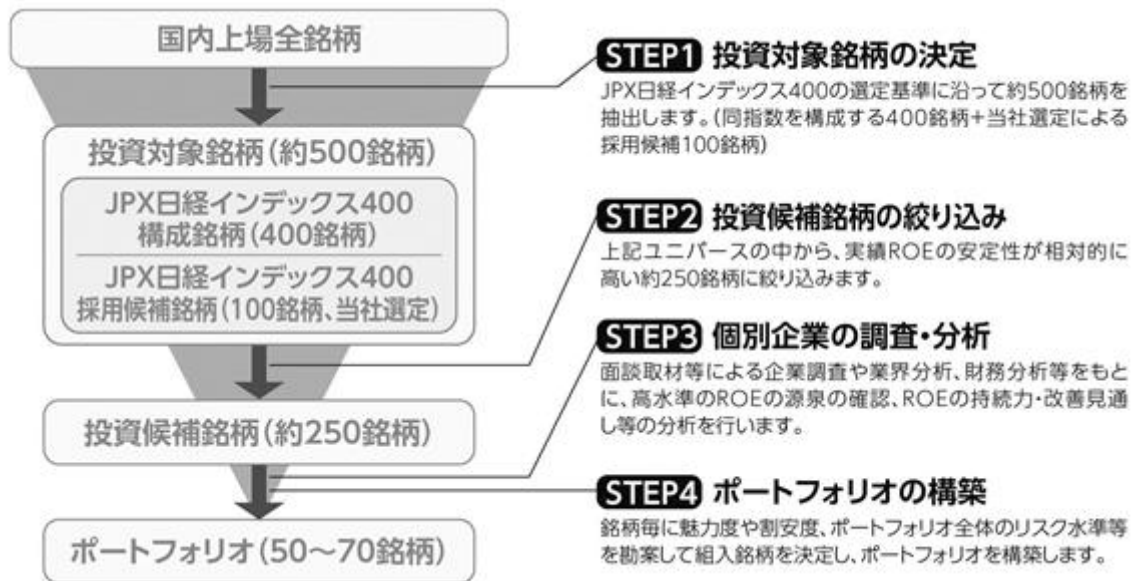 国内上場全銘柄
投資対象銘柄(約500銘柄)
JPX日経インデックス400
構成銘柄(400銘柄)
JPX日経インデックス400
採用候補銘柄(100銘柄、当社選定)
投資候補銘柄(約250銘柄)
ポートフォリオ(50〜70銘柄)
STEP1 投資対象銘柄の決定
JPX日経インデックス400の選定基準に沿って約500銘柄を
抽出します。(同指数を構成する400銘柄+当社選定による
採用候補100銘柄)
STEP2 投資候補銘柄の絞り込み
上記ユニバースの中から、実績ROEの安定性が相対的に
高い約250銘柄に絞り込みます。
STEP3 個別企業の調査・分析
面談取材等による企業調査や業界分析、財務分析等をもと
に、高水準のROEの源泉の確認、ROEの持続力・改善見通
し等の分析を行います。
STEP4 ポートフォリオの構築
銘柄毎に魅力度や割安度、ポートフォリオ全体のリスク水準等
を勘案して組入銘柄を決定し、ポートフォリオを構築します。